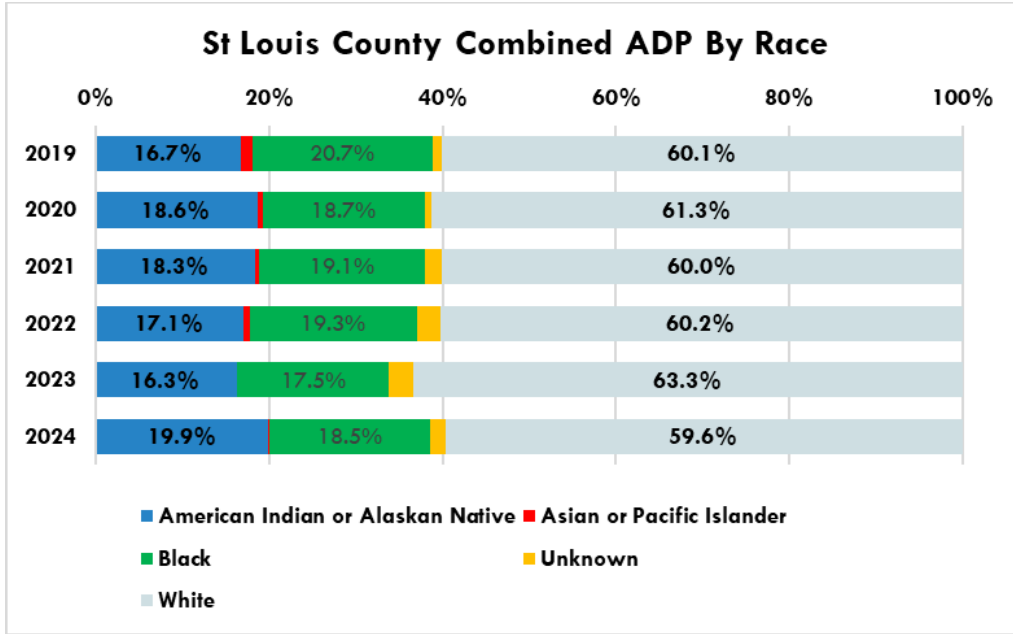 St Louis County Combined ADP By Race
0% 20% 40% 60% 80% 100%
2019 16.7% 20.7% 60.1%
2020 18.6% 18.7% 61.3%
2021 18.3% 19.1% 60.0%
2022 17.1% 19.3% 60.2%
2023 16.3% 17.5% 63.3%
2024 19.9% 18.5% 59.6%
American Indian or Alaskan Native Asian or Pacific Islander
Black Unknown
White